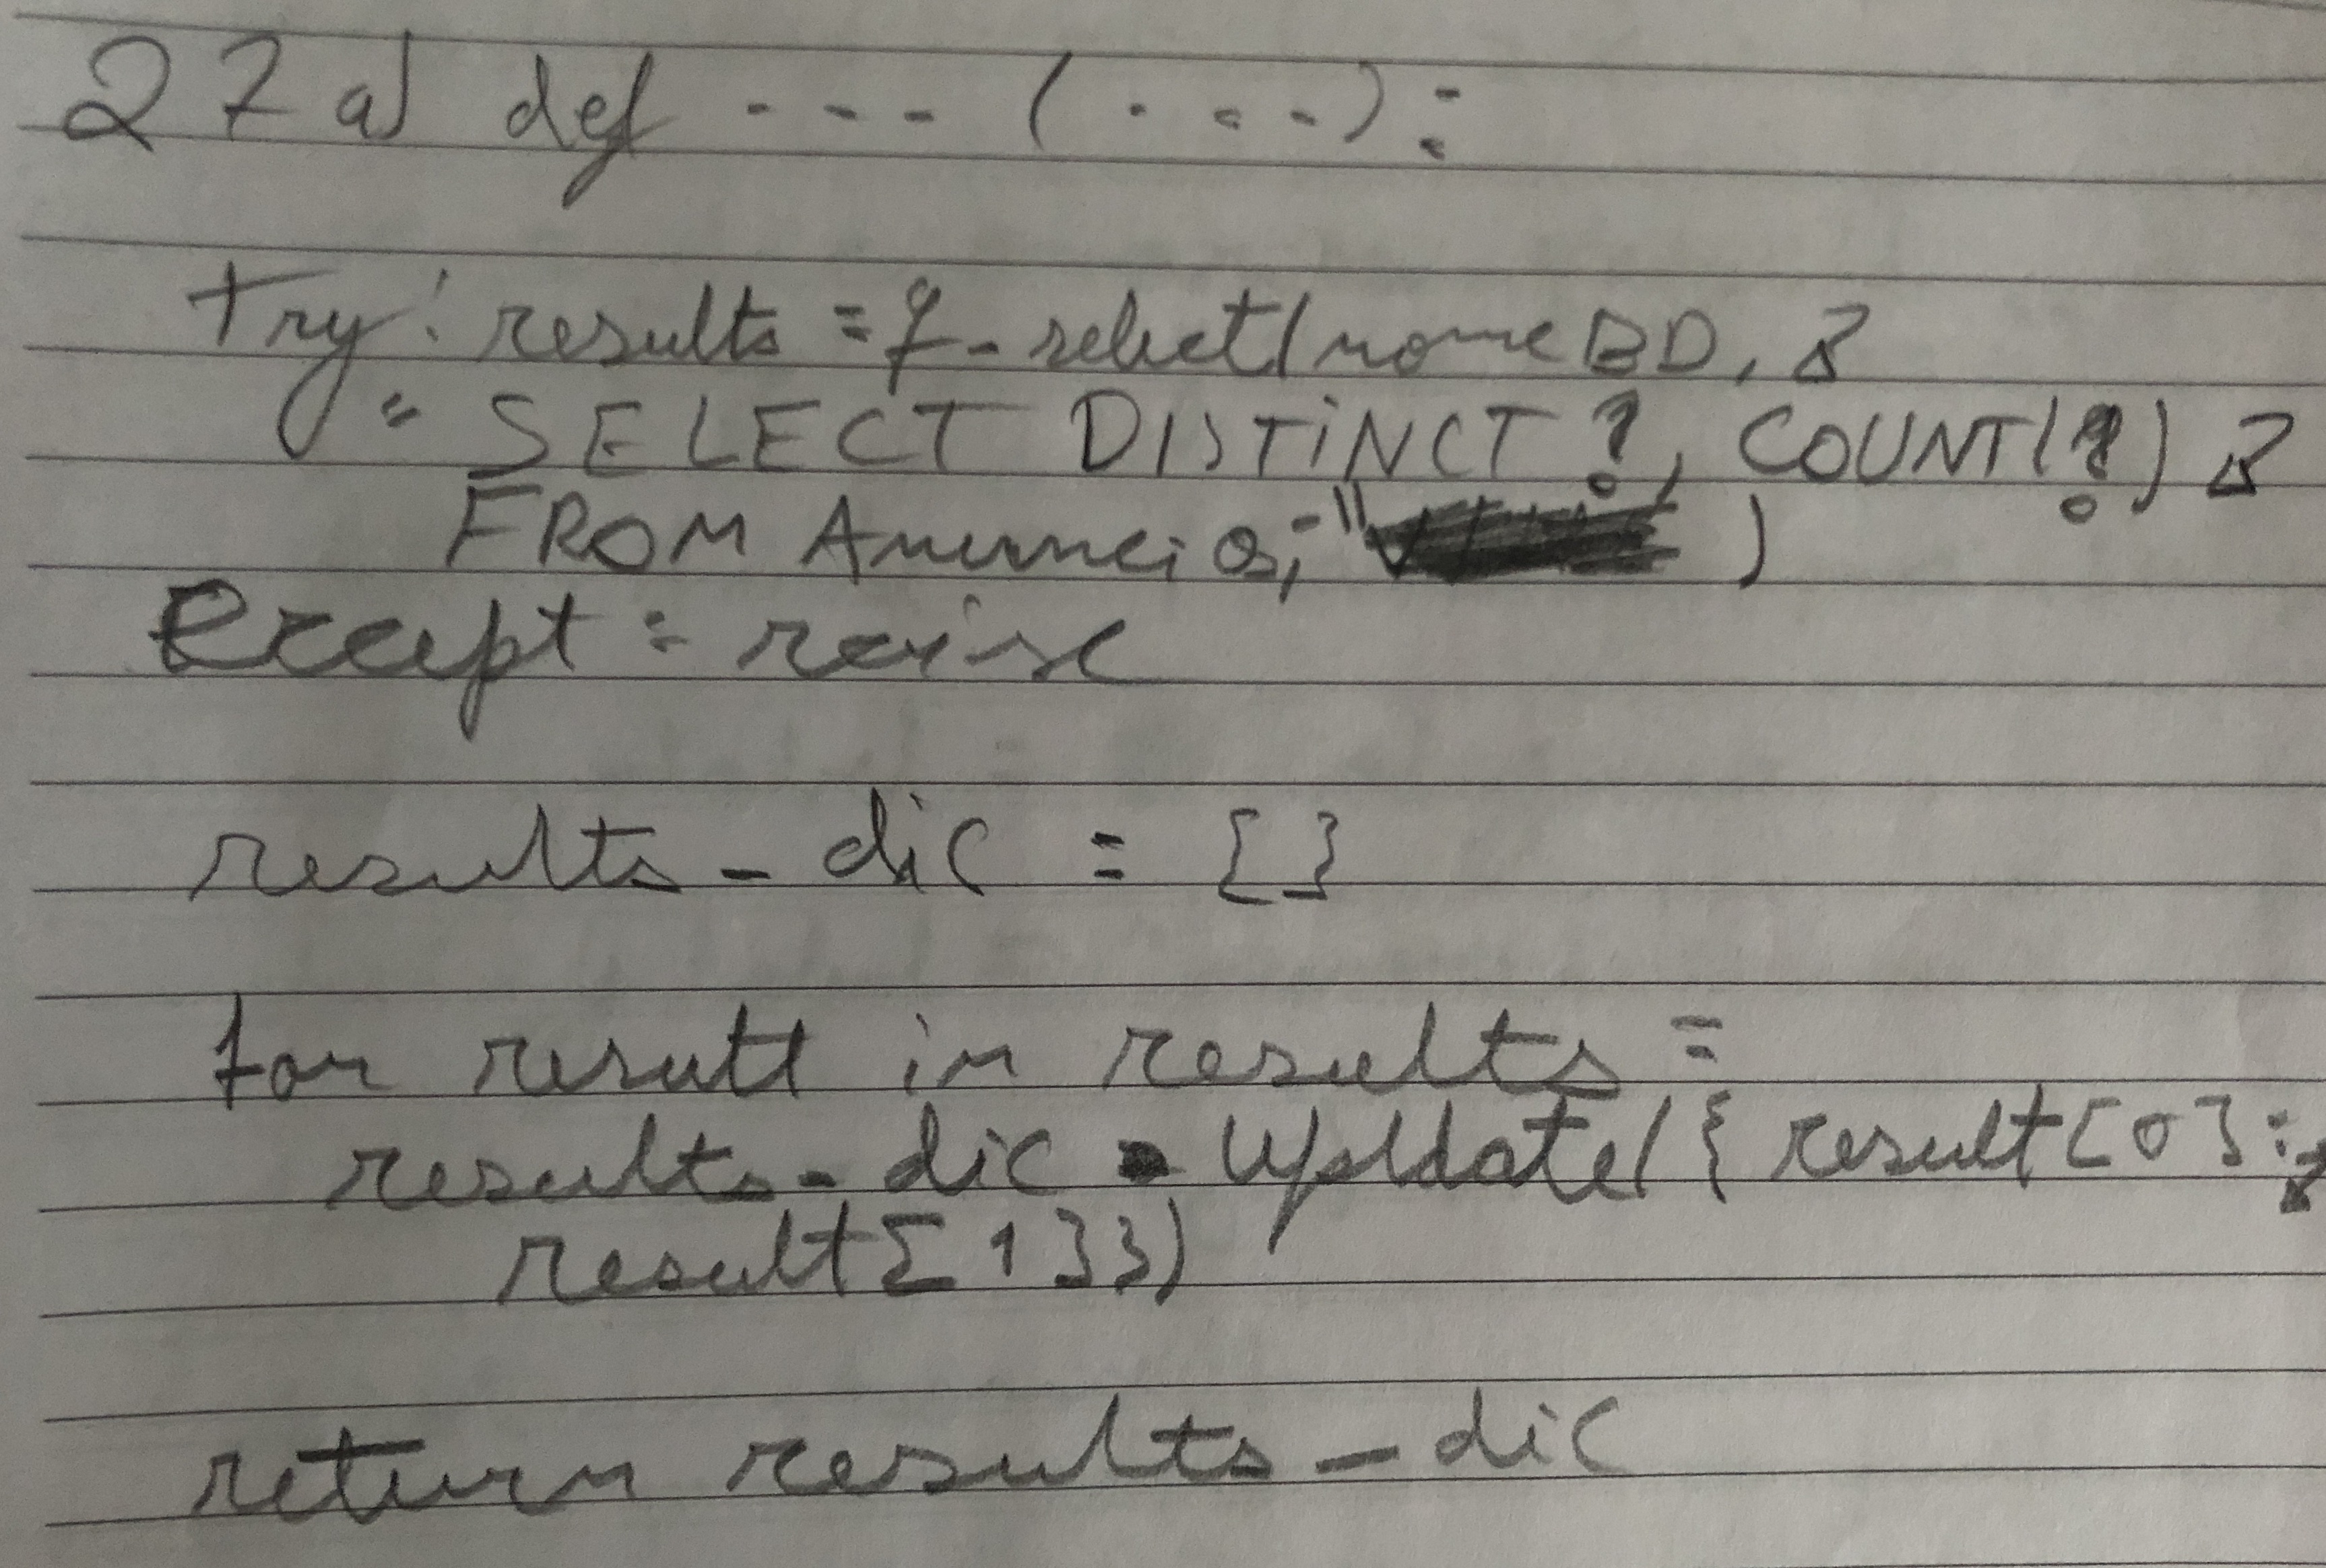 27 a) def --- (...):
try: results = f_select(nomeBD,
"SELECT DISTINCT ?, COUNT(?)
FROM Anuncios;")
except: raise
results_dic = []
for result in results:
results_dic.update({result[0]:
result[1]})
return results_dic